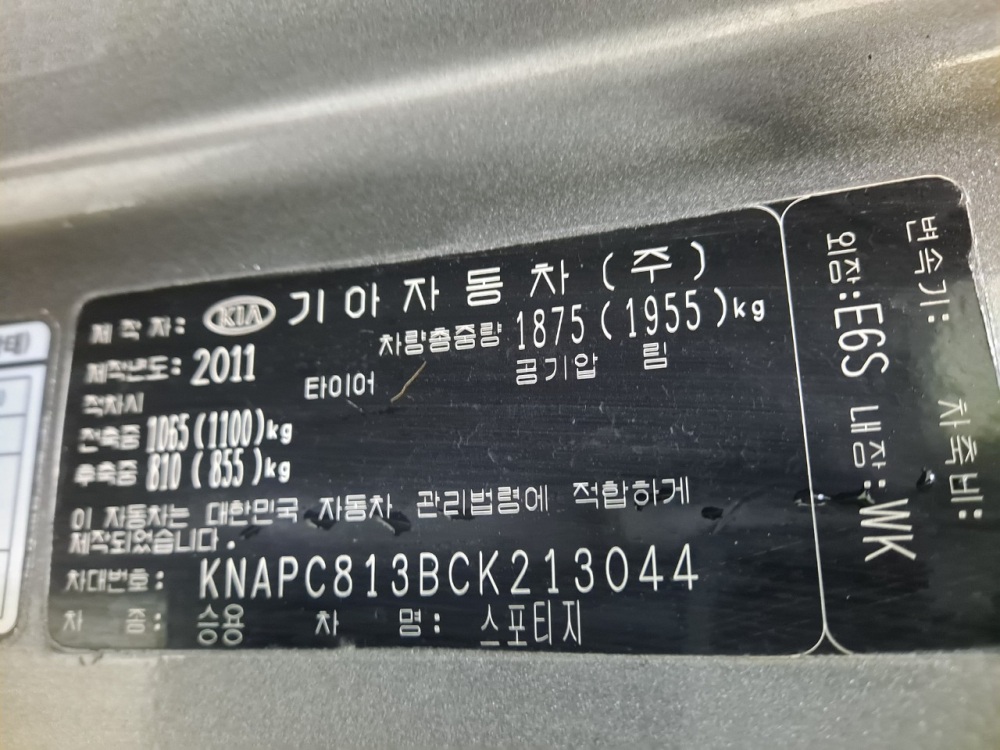 제작자: KIA 기아자동차(주)
제작년도: 2011 차량총중량 1875(1955)kg
타이어 공기압 림
적차시
전축중 1065(1100)kg
후축중 810(855)kg
이 자동차는 대한민국 자동차 관리법령에 적합하게
제작되었습니다.
차대번호: KNAPC813BCK213044
차 종: 승용 차 명: 스포티지
변속기: 차축비:
외장:E6S 내장:WK